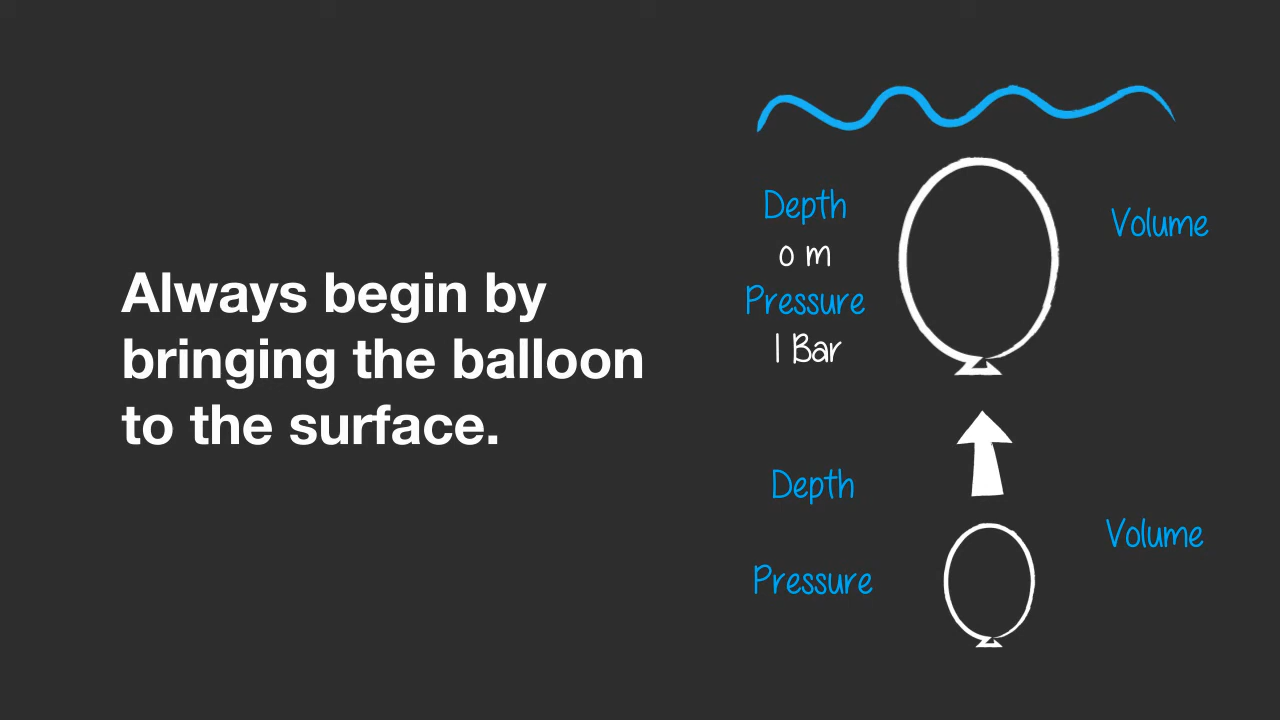 Always begin by
bringing the balloon
to the surface.
Depth
0 m
Pressure
1 Bar
Volume
Depth
Pressure
Volume